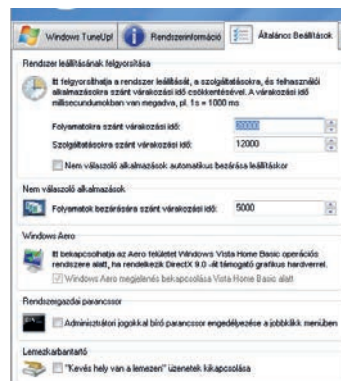 Windows TuneUp!
Rendszerinformáció
Általános Beállítások
Rendszer leállításának felgyorsítása
Itt felgyorsíthatja a rendszer leállítását, a szolgáltatásokra, és felhasználói
alkalmazásokra szánt várakozási idő csökkentésével. A várakozási idő
millisecundumokban van megadva, pl. 1s = 1000 ms
Folyamatokra szánt várakozási idő:
20000
Szolgáltatásokra szánt várakozási idő:
12000
Nem válaszoló alkalmazások automatikus bezárása leállításkor
Nem válaszoló alkalmazások
Folyamatok bezárására szánt várakozási idő:
5000
Windows Aero
Itt bekapcsolhatja az Aero felületet Windows Vista Home Basic operációs
rendszere alatt, ha rendelkezik DirectX 9.0 -át támogató grafikus hardverrel.
Windows Aero megjelenés bekapcsolása Vista Home Basic alatt
Rendszergazdai parancssor
Adminisztrátori jogokkal bíró parancssor engedélyezése a jobbklikk menüben
Lemezkarbantartó
"Kevés hely van a lemezen" üzenetek kikapcsolása